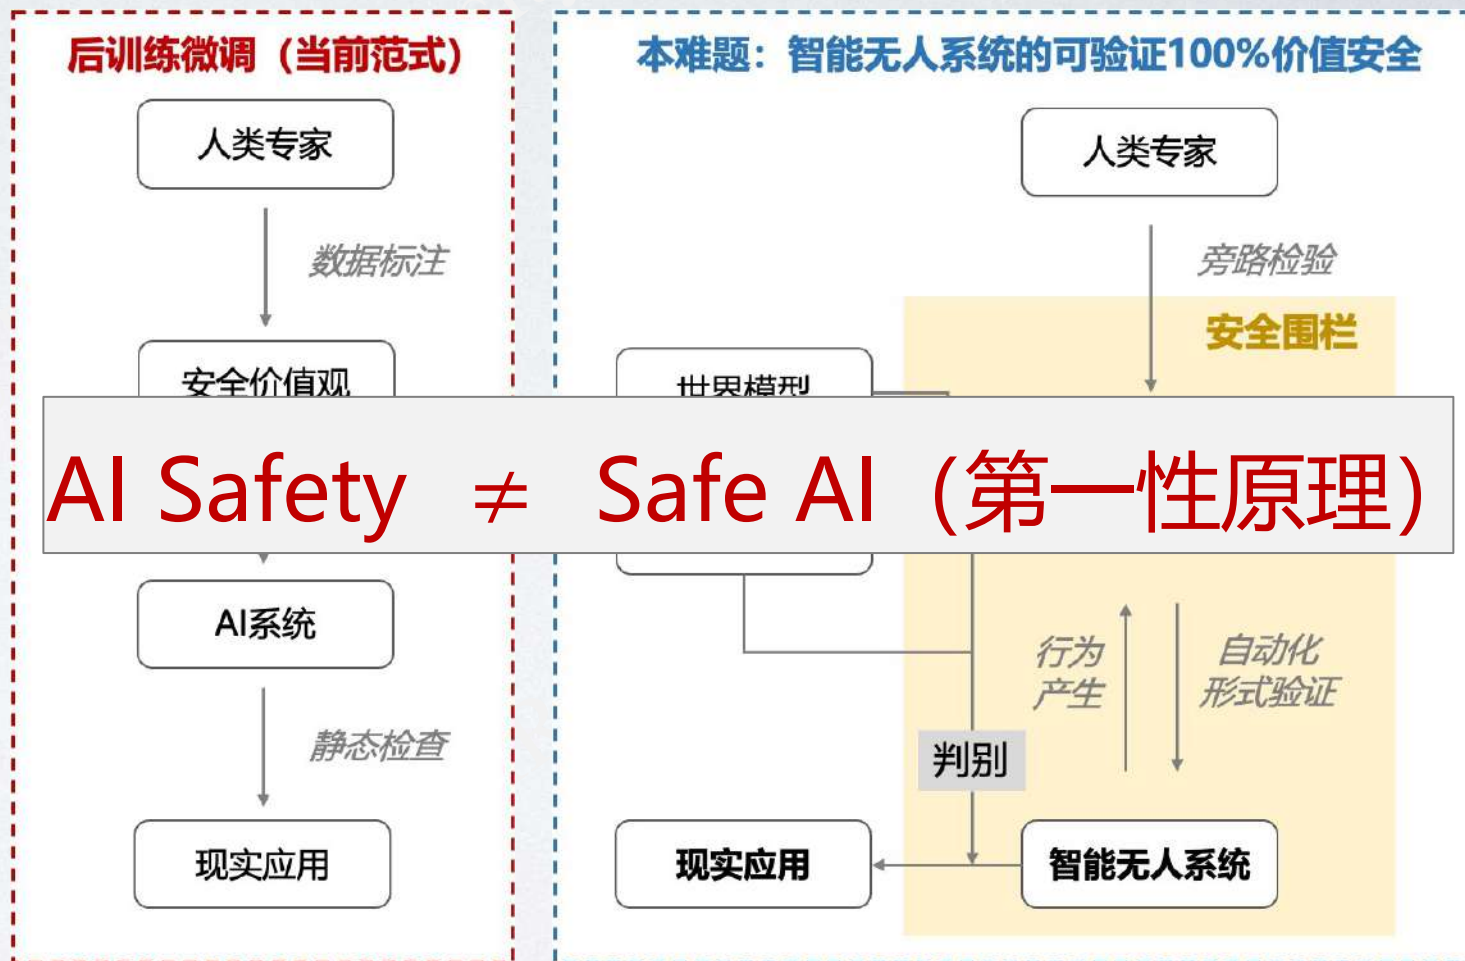 后训练微调（当前范式）
人类专家
数据标注
安全价值观
AI系统
静态检查
现实应用
本难题：智能无人系统的可验证100%价值安全
人类专家
旁路检验
安全围栏
世界模型
AI Safety ≠ Safe AI（第一性原理）
行为
产生
自动化
形式验证
判别
现实应用
智能无人系统